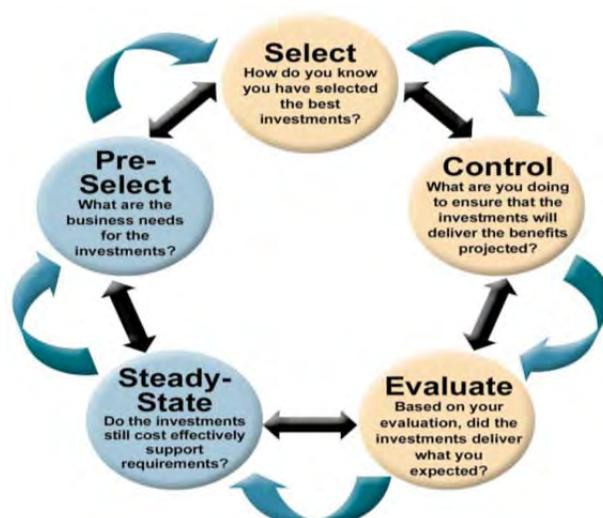 Select
How do you know
you have selected
the best
investments?
Control
What are you doing
to ensure that the
investments will
deliver the benefits
projected?
Evaluate
Based on your
evaluation, did the
investments deliver
what you
expected?
Steady-
State
Do the investments
still cost effectively
support
requirements?
Pre-
Select
What are the
business needs
for the
investments?